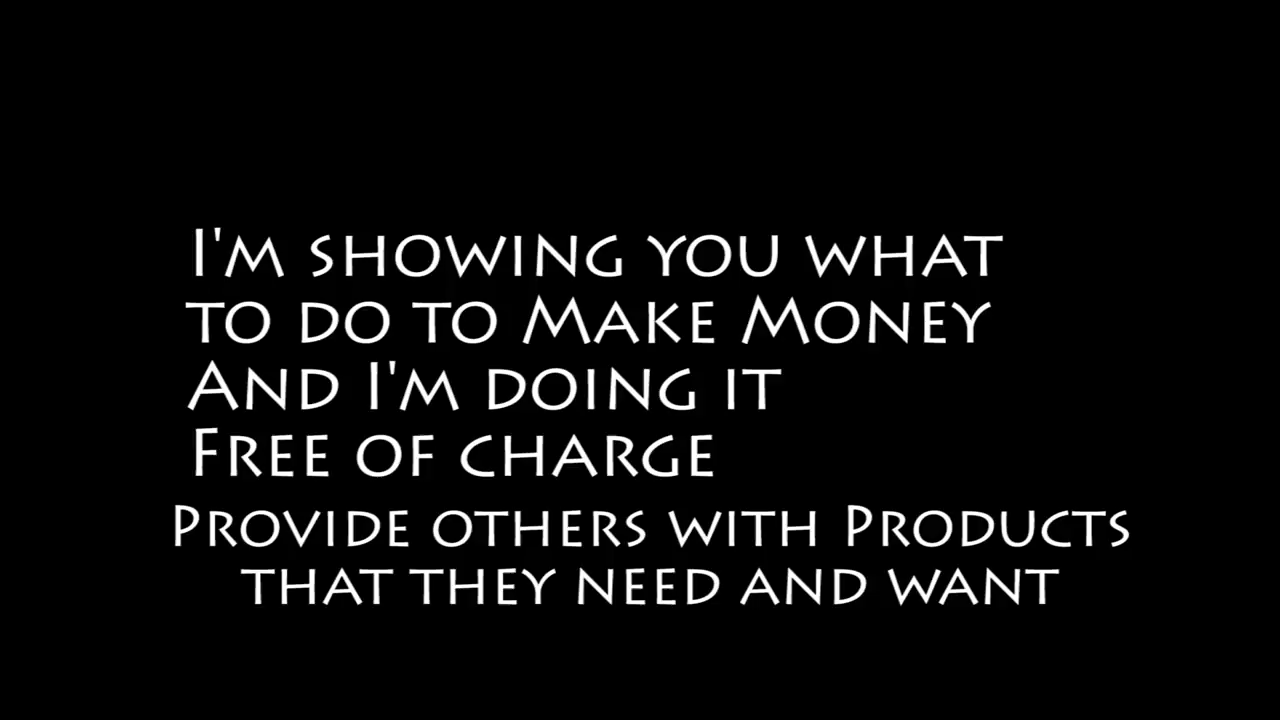 I'm showing you what
to do to Make Money
And I'm doing it
Free of charge
Provide others with Products
that they need and want